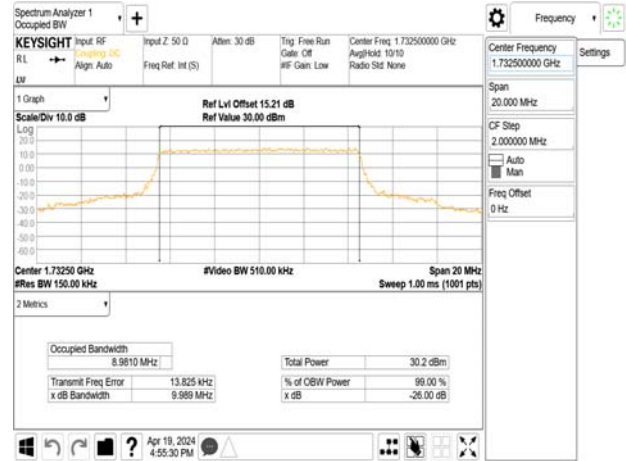 Spectrum Analyzer 1
Occupied BW
Frequency
KEYSIGHT
RL
Input: RF
Coupling: DC
Align: Auto
Input Z: 50 Ω
Freq Ref: Int (S)
Atten: 30 dB
Trig: Free Run
Gate: Off
#IF Gain: Low
Center Freq: 1.732500000 GHz
Avg|Hold: 10/10
Radio Std: None
Center Frequency
1.732500000 GHz
Settings
Span
20.000 MHz
CF Step
2.000000 MHz
Auto
Man
Freq Offset
0 Hz
1 Graph
Scale/Div 10.0 dB
Ref Lvl Offset 15.21 dB
Ref Value 30.00 dBm
Log
20.0
10.0
0.00
-10.0
-20.0
-30.0
-40.0
-50.0
-60.0
Center 1.73250 GHz
#Res BW 150.00 kHz
#Video BW 510.00 kHz
Span 20 MHz
Sweep 1.00 ms (1001 pts)
2 Metrics
Occupied Bandwidth
8.9810 MHz
Total Power 30.2 dBm
Transmit Freq Error 13.825 kHz
% of OBW Power 99.00 %
x dB Bandwidth 9.989 MHz
x dB -26.00 dB
?
Apr 19, 2024
4:55:30 PM